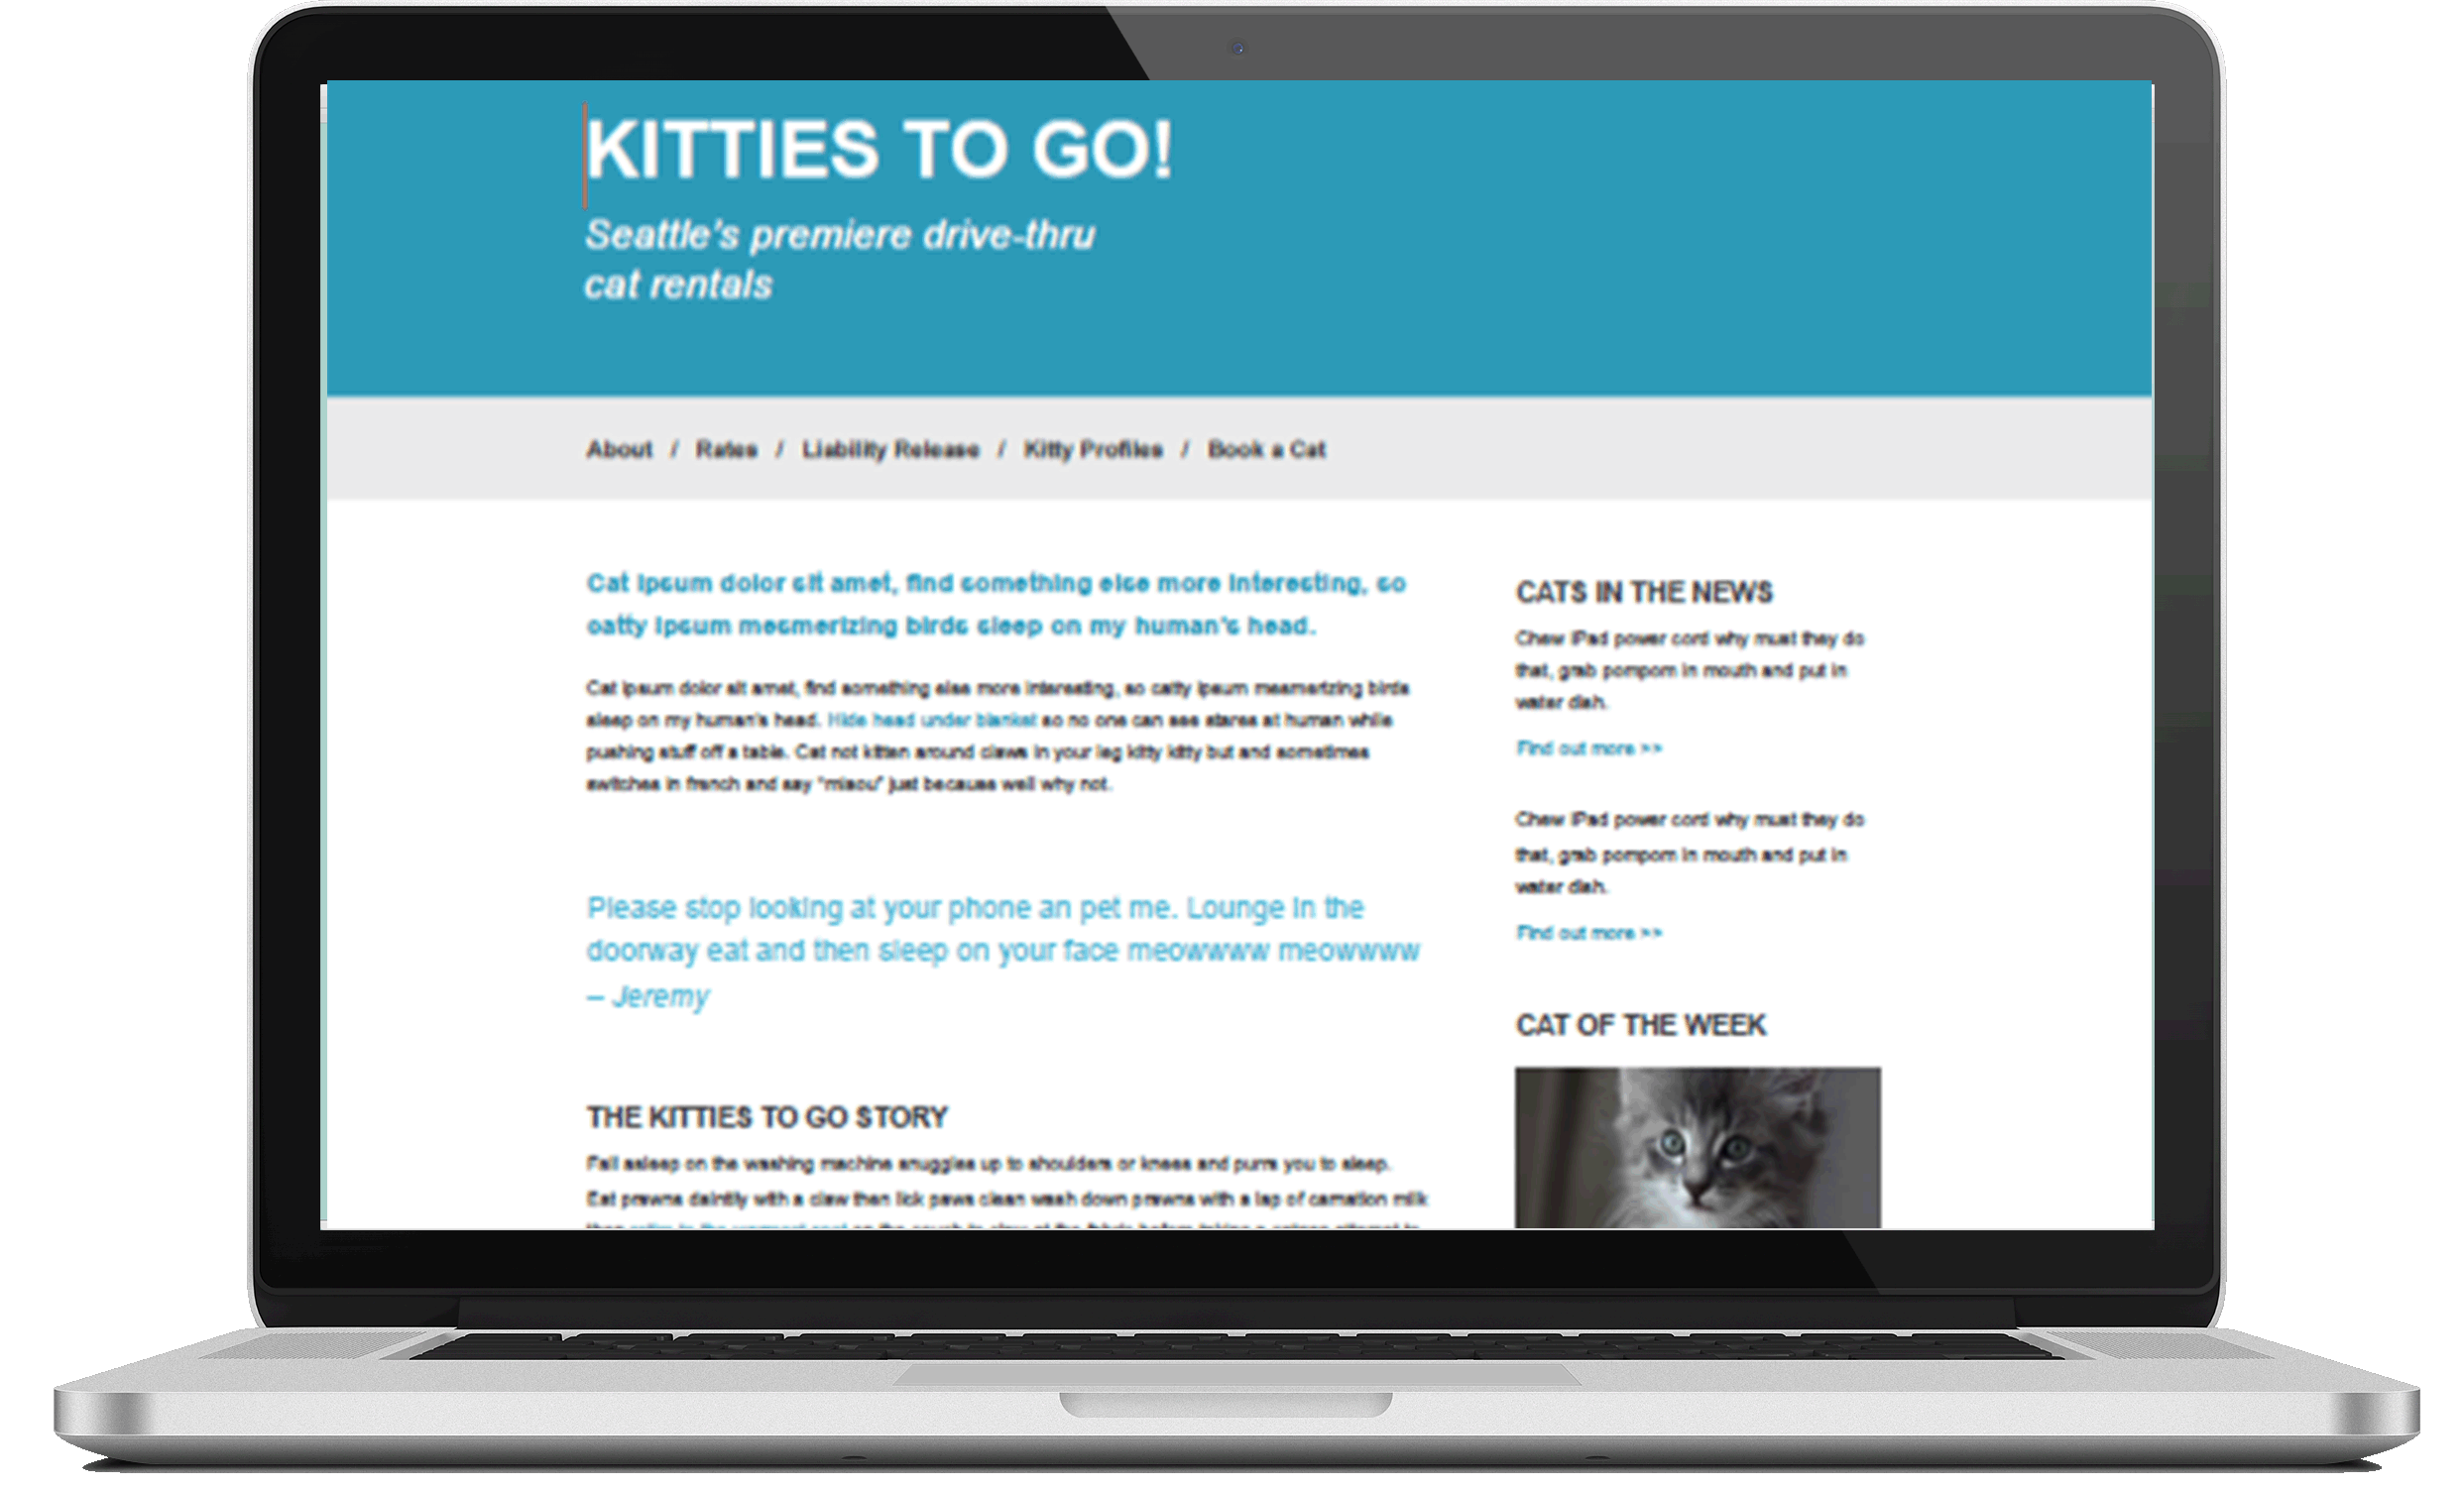 KITTIES TO GO!
Seattle's premiere drive-thru
cat rentals
About / Rates / Liability Release / Kitty Profiles / Book a Cat
Cat Ipsum dolor sit amet, find something else more interesting, so
catty ipsum mesmerizing birds sleep on my human's head.
Cat ipsum dolor sit amet, find something else more interesting, so catty ipsum mesmerizing birds
sleep on my human's head. Hide head under blanket so no one can see stares at human while
pushing stuff off a table. Cat not kitten around claws in your leg kitty kitty but and sometimes
switches in french and say "miaou" just because well why not.
Please stop looking at your phone an pet me. Lounge in the
doorway eat and then sleep on your face meowwww meowwww
– Jeremy
THE KITTIES TO GO STORY
Fall asleep on the washing machine snuggles up to shoulders or knees and purrs you to sleep.
Eat prawns daintily with a claw then lick paws clean wash down prawns with a lap of carnation milk
CATS IN THE NEWS
Chew iPad power cord why must they do
that, grab pompom in mouth and put in
water dish.
Find out more >>
Chew iPad power cord why must they do
that, grab pompom in mouth and put in
water dish.
Find out more >>
CAT OF THE WEEK